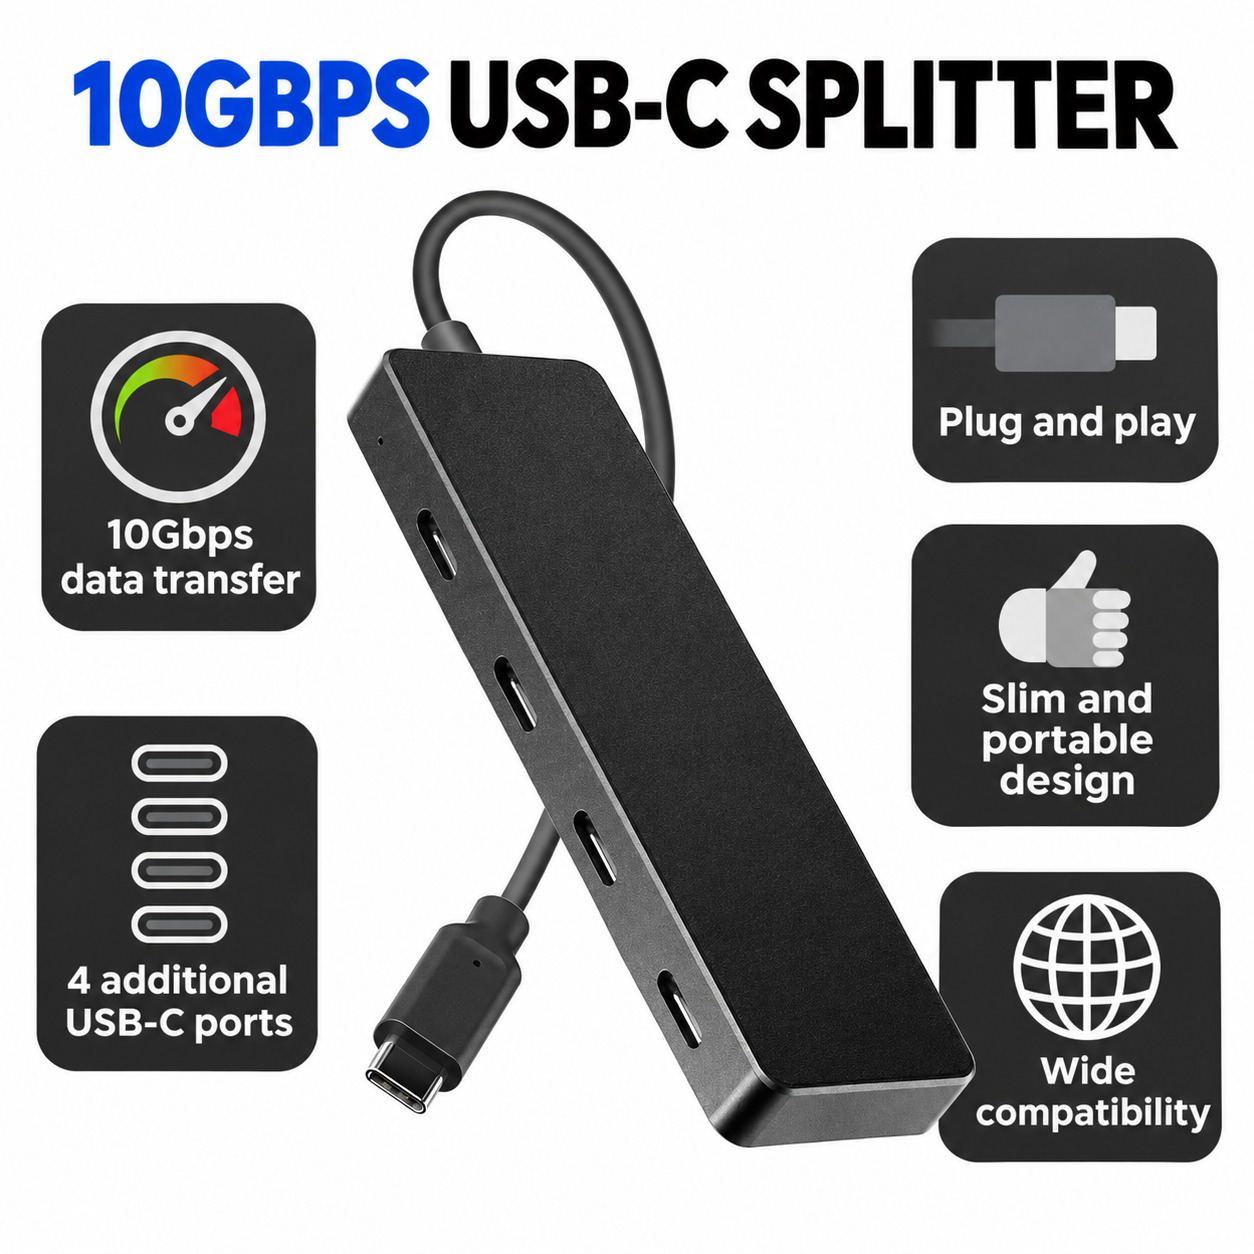 10GBPS USB-C SPLITTER
10Gbps
data transfer
4 additional
USB-C ports
Plug and play
Slim and
portable
design
Wide
compatibility